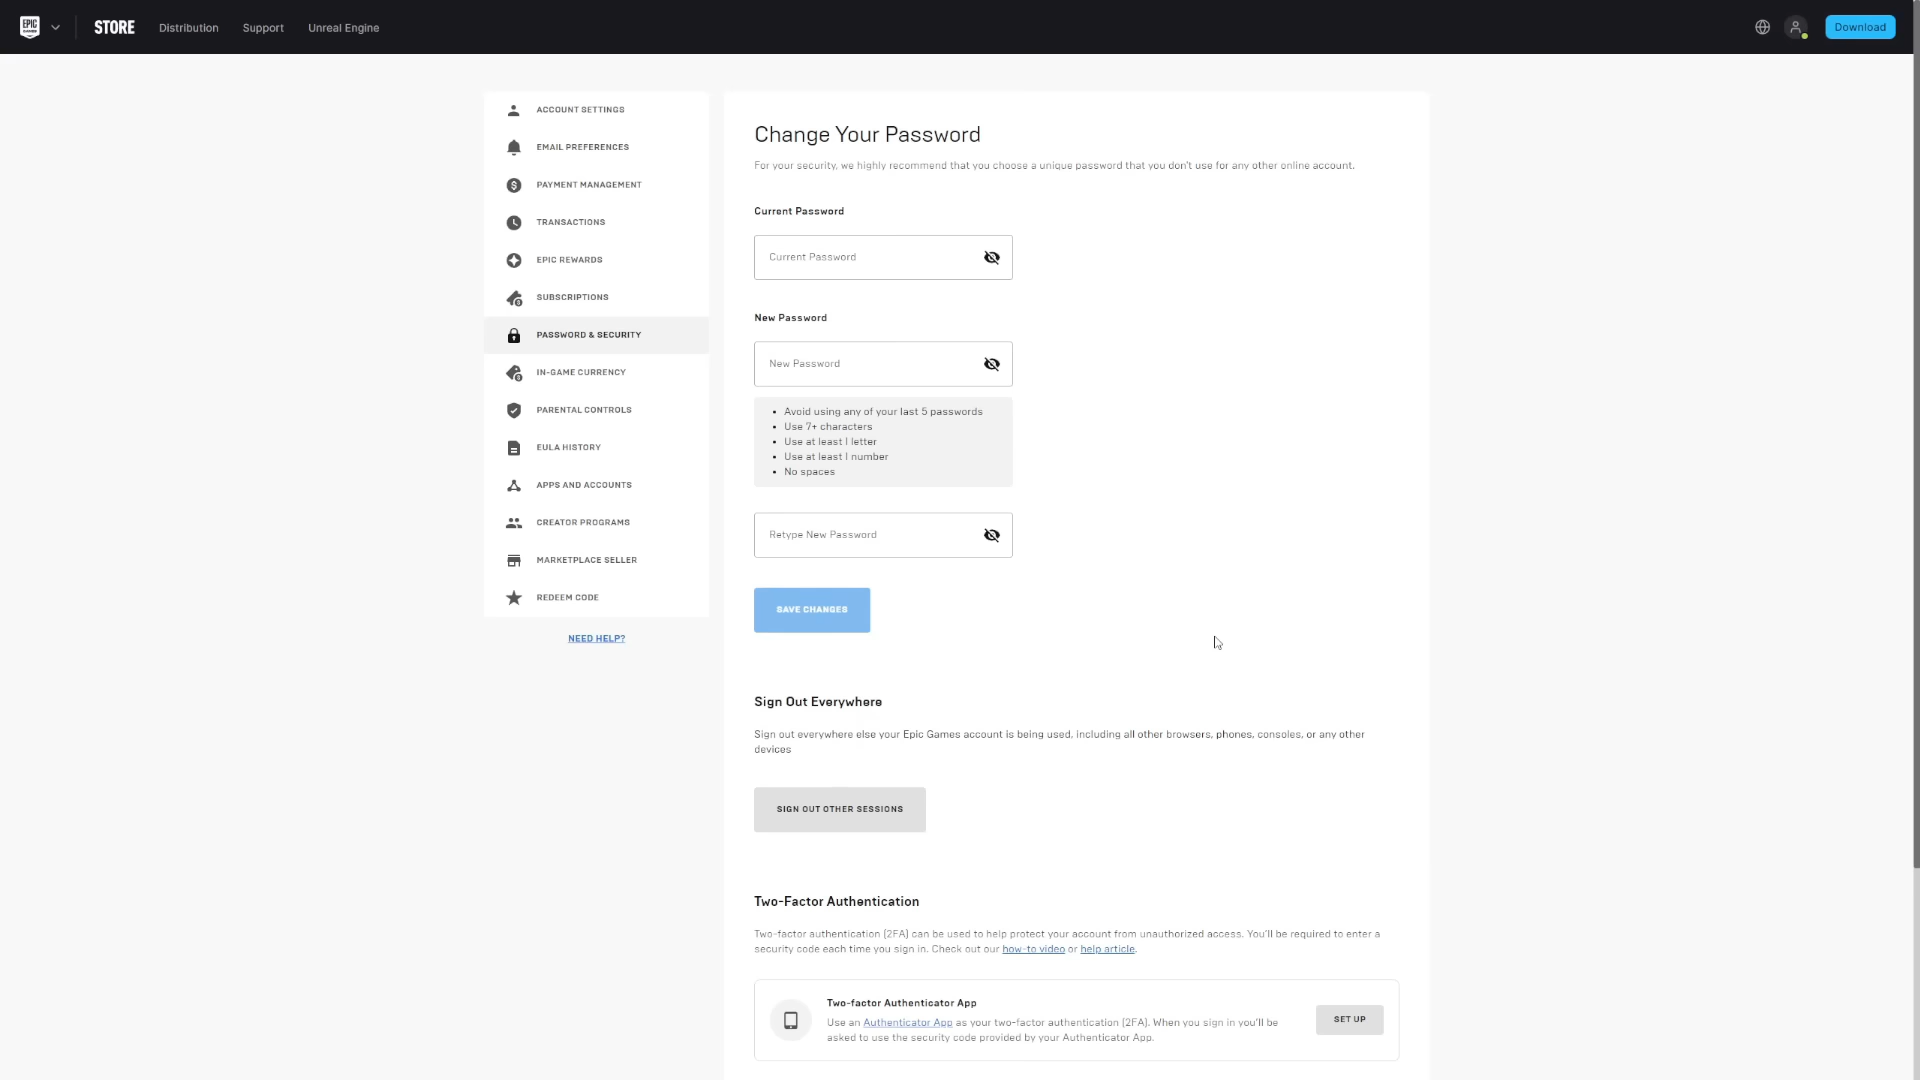 EPIC
GAMES
STORE
Distribution
Support
Unreal Engine
Download
ACCOUNT SETTINGS
EMAIL PREFERENCES
PAYMENT MANAGEMENT
TRANSACTIONS
EPIC REWARDS
SUBSCRIPTIONS
PASSWORD & SECURITY
IN-GAME CURRENCY
PARENTAL CONTROLS
EULA HISTORY
APPS AND ACCOUNTS
CREATOR PROGRAMS
MARKETPLACE SELLER
REDEEM CODE
NEED HELP?
Change Your Password
For your security, we highly recommend that you choose a unique password that you don't use for any other online account.
Current Password
Current Password
New Password
New Password
• Avoid using any of your last 5 passwords
• Use 7+ characters
• Use at least 1 letter
• Use at least 1 number
• No spaces
Retype New Password
SAVE CHANGES
Sign Out Everywhere
Sign out everywhere else your Epic Games account is being used, including all other browsers, phones, consoles, or any other
devices
SIGN OUT OTHER SESSIONS
Two-Factor Authentication
Two-factor authentication (2FA) can be used to help protect your account from unauthorized access. You'll be required to enter a
security code each time you sign in. Check out our how-to video or help article.
Two-factor Authenticator App
Use an Authenticator App as your two-factor authentication (2FA). When you sign in you'll be
asked to use the security code provided by your Authenticator App.
SET UP